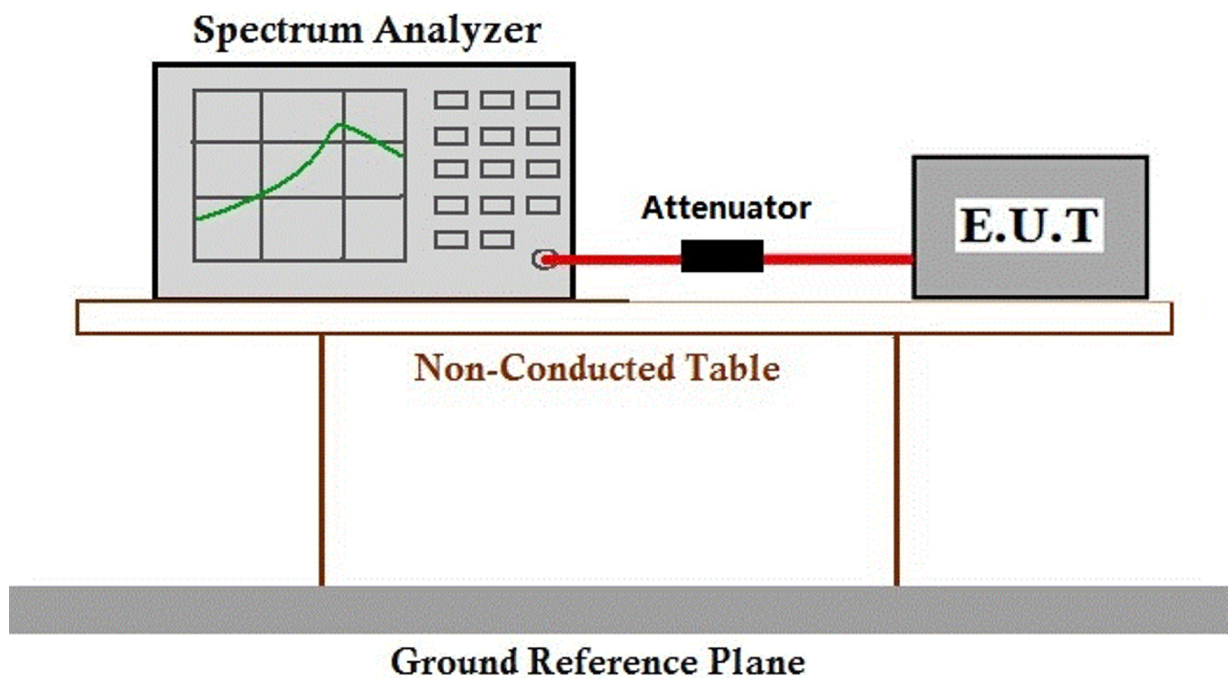 Spectrum Analyzer
Attenuator
E.U.T
Non-Conducted Table
Ground Reference Plane